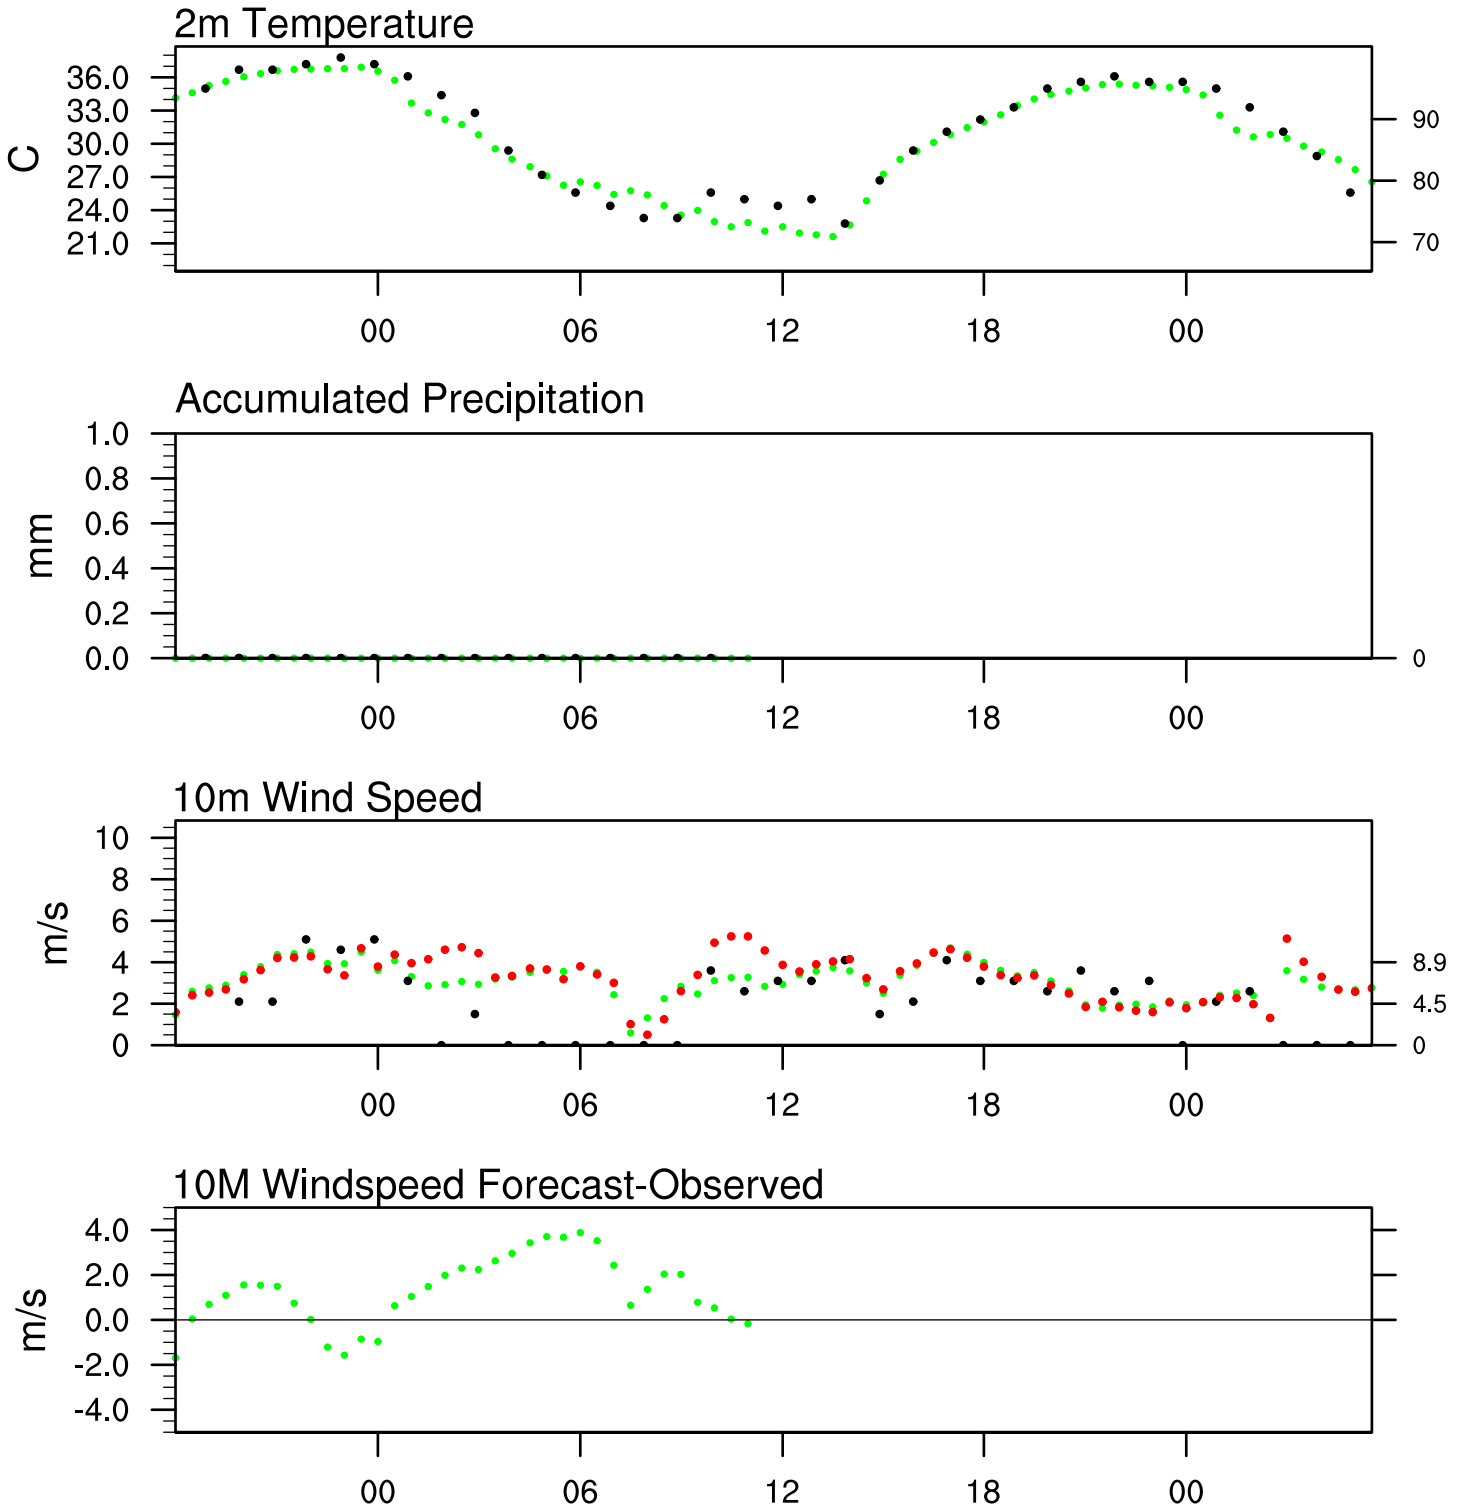 2m Temperature
36.0
33.0
30.0
27.0
24.0
21.0
C
90
80
70
00 06 12 18 00
Accumulated Precipitation
1.0
0.8
0.6
0.4
0.2
0.0
mm
0
00 06 12 18 00
10m Wind Speed
10
8
6
4
2
0
m/s
8.9
4.5
0
00 06 12 18 00
10M Windspeed Forecast-Observed
4.0
2.0
0.0
-2.0
-4.0
m/s
00 06 12 18 00